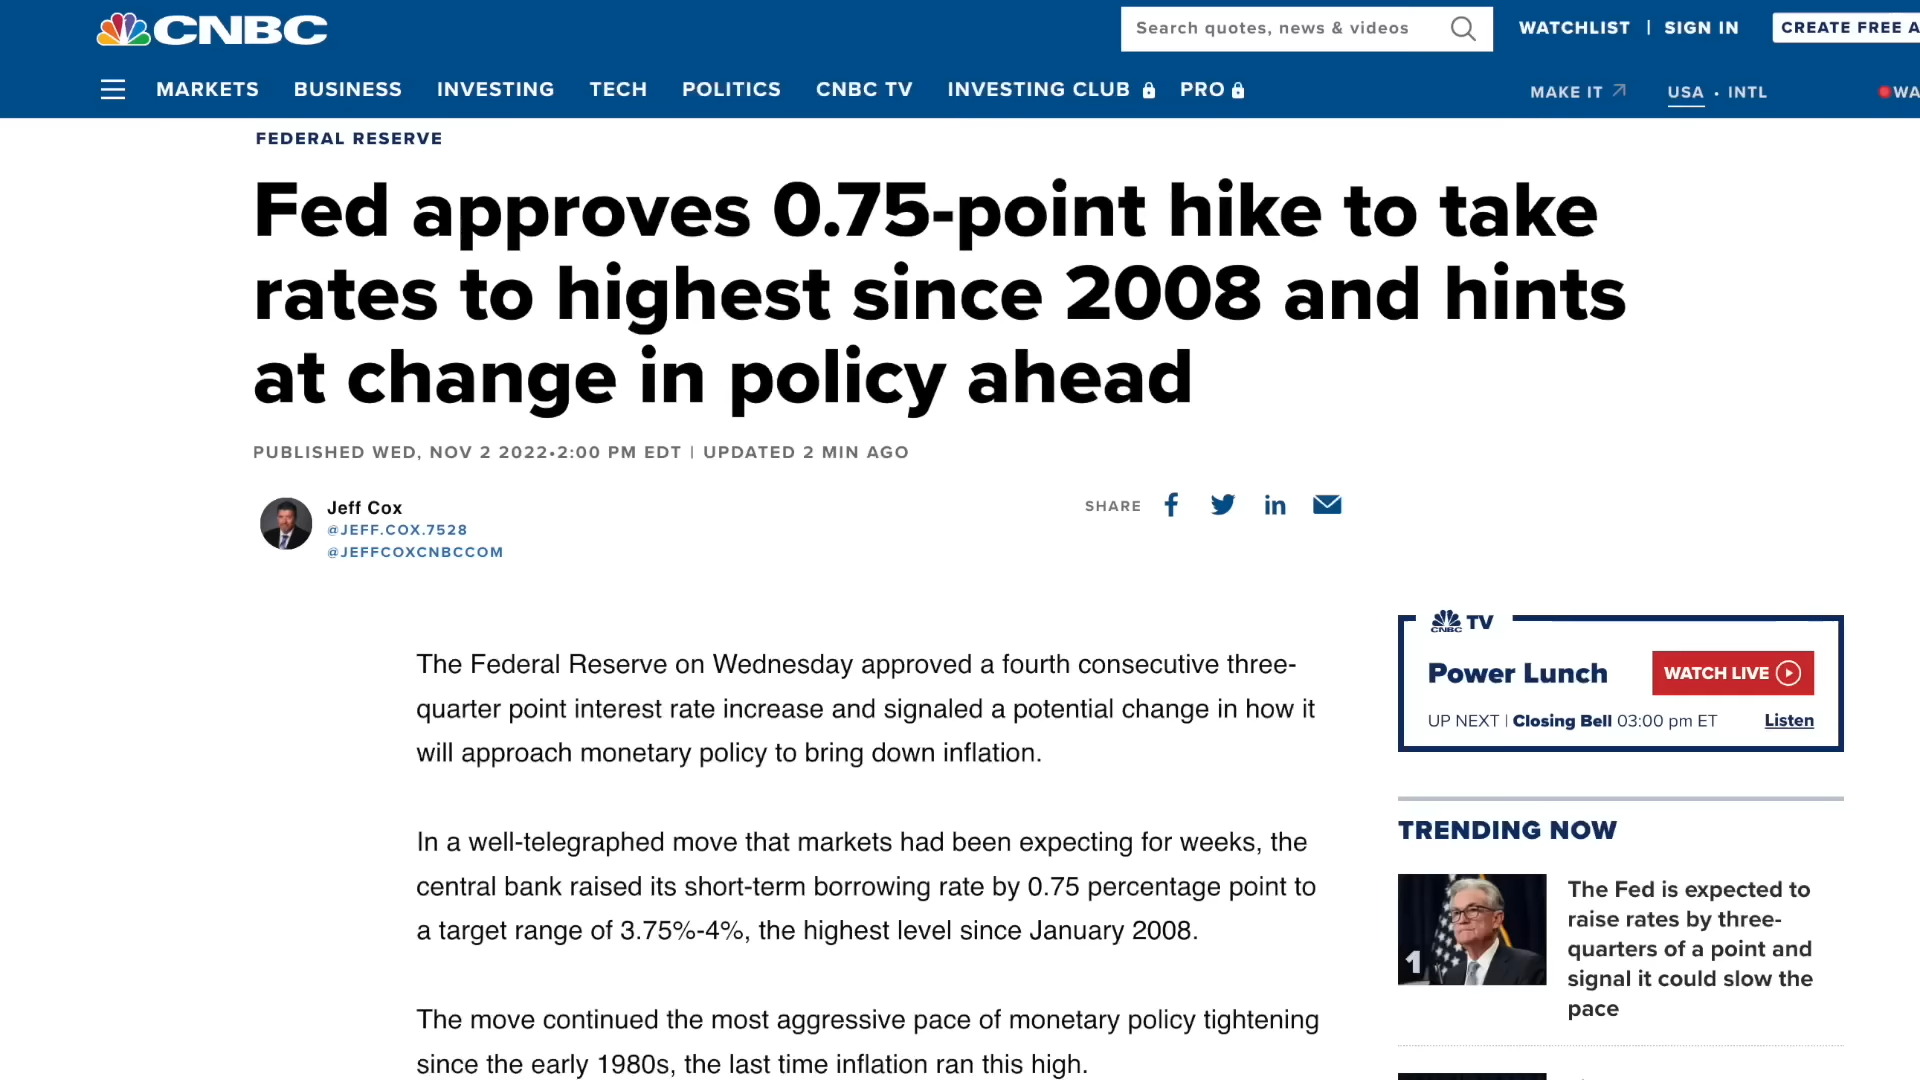 CNBC
Search quotes, news & videos
WATCHLIST | SIGN IN
CREATE FREE A
MARKETS BUSINESS INVESTING TECH POLITICS CNBC TV INVESTING CLUB PRO
MAKE IT USA • INTL
WA
FEDERAL RESERVE
Fed approves 0.75-point hike to take
rates to highest since 2008 and hints
at change in policy ahead
PUBLISHED WED, NOV 2 2022•2:00 PM EDT | UPDATED 2 MIN AGO
Jeff Cox
@JEFF.COX.7528
@JEFFCOXCNBCCOM
SHARE
The Federal Reserve on Wednesday approved a fourth consecutive three-
quarter point interest rate increase and signaled a potential change in how it
will approach monetary policy to bring down inflation.
In a well-telegraphed move that markets had been expecting for weeks, the
central bank raised its short-term borrowing rate by 0.75 percentage point to
a target range of 3.75%-4%, the highest level since January 2008.
The move continued the most aggressive pace of monetary policy tightening
since the early 1980s, the last time inflation ran this high.
CNBC TV
Power Lunch
WATCH LIVE
UP NEXT | Closing Bell 03:00 pm ET
Listen
TRENDING NOW
1
The Fed is expected to
raise rates by three-
quarters of a point and
signal it could slow the
pace